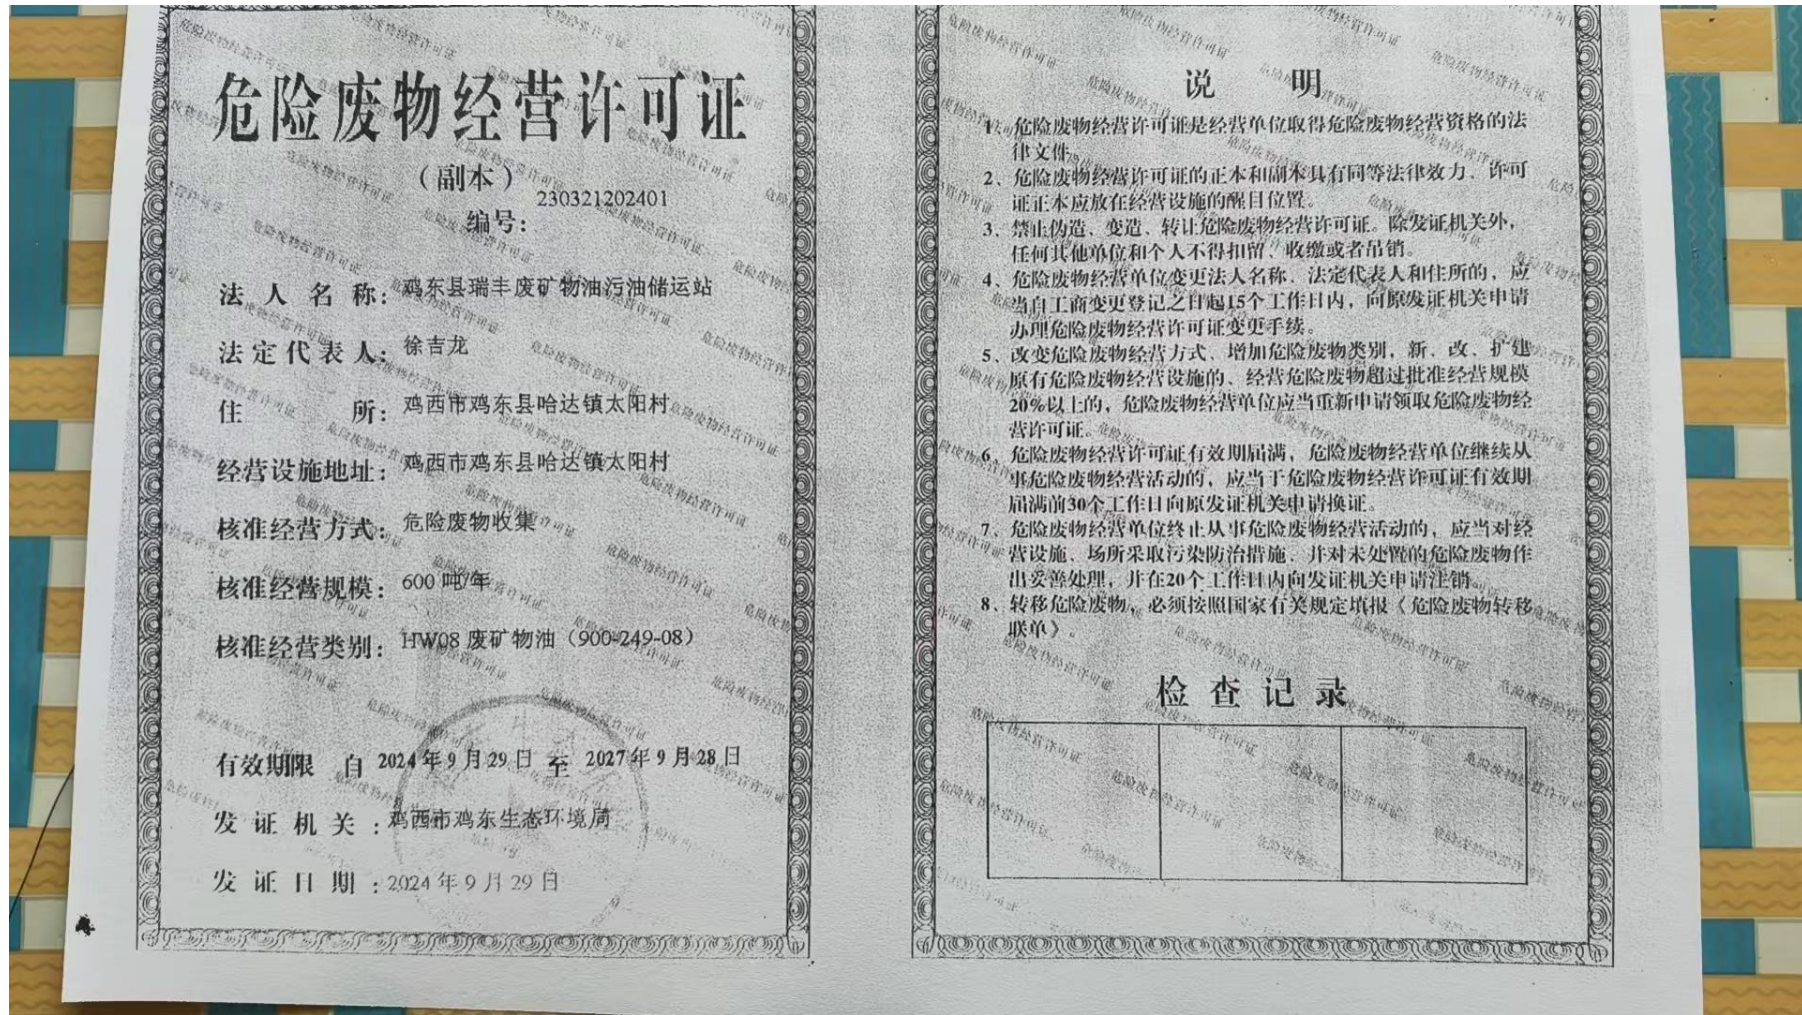 危险废物经营许可证
（副本）
编号：230321202401
法人名称：鸡东县瑞丰废矿物油污油储运站
法定代表人：徐吉龙
住所：鸡西市鸡东县哈达镇太阳村
经营设施地址：鸡西市鸡东县哈达镇太阳村
核准经营方式：危险废物收集
核准经营规模：600吨/年
核准经营类别：HW08 废矿物油（900-249-08）
有效期限 自 2024年9月29日 至 2027年9月28日
发证机关：鸡西市鸡东生态环境局
发证日期：2024年9月29日
说明
1、危险废物经营许可证是经营单位取得危险废物经营资格的法
律文件。
2、危险废物经营许可证的正本和副本具有同等法律效力、许可
证正本应放在经营设施的醒目位置。
3、禁止伪造、变造、转让危险废物经营许可证。除发证机关外，
任何其他单位和个人不得扣留、收缴或者吊销。
4、危险废物经营单位变更法人名称、法定代表人和住所的，应
当自工商变更登记之日起15个工作日内，向原发证机关申请
办理危险废物经营许可证变更手续。
5、改变危险废物经营方式、增加危险废物类别，新、改、扩建
原有危险废物经营设施的、经营危险废物超过批准经营规模
20%以上的，危险废物经营单位应当重新申请领取危险废物经
营许可证。
6、危险废物经营许可证有效期届满，危险废物经营单位继续从
事危险废物经营活动的，应当于危险废物经营许可证有效期
届满前30个工作日向原发证机关申请换证。
7、危险废物经营单位终止从事危险废物经营活动的，应当对经
营设施、场所采取污染防治措施、并对未处置的危险废物作
出妥善处理，并在20个工作日内向发证机关申请注销。
8、转移危险废物，必须按照国家有关规定填报《危险废物转移
联单》。
检查记录